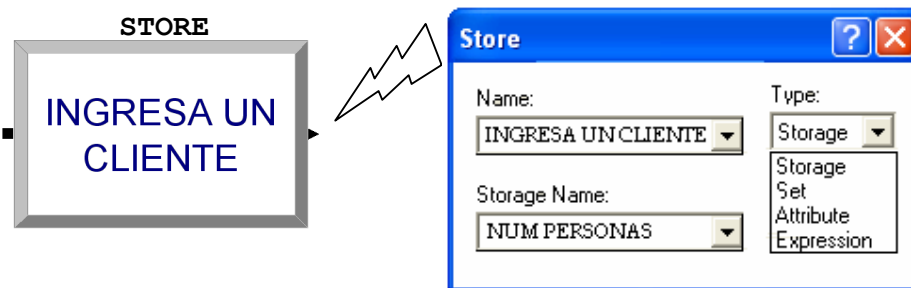 STORE
INGRESA UN
CLIENTE
Store
?
Name:
Type:
INGRESA UN CLIENTE
Storage
Storage
Set
Attribute
Expression
Storage Name:
NUM PERSONAS